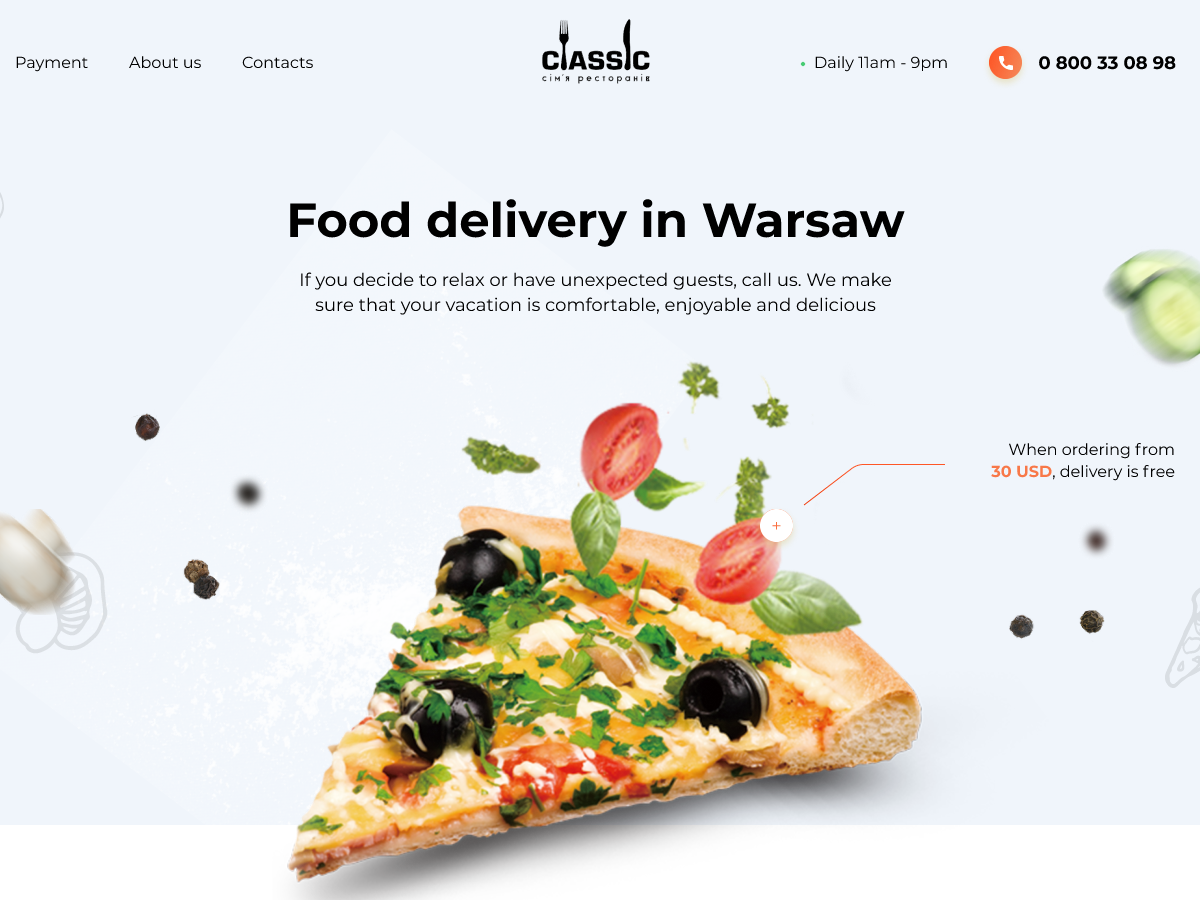 Payment About us Contacts
CLASSIC
сім'я ресторанів
Daily 11am - 9pm
0 800 33 08 98
Food delivery in Warsaw
If you decide to relax or have unexpected guests, call us. We make
sure that your vacation is comfortable, enjoyable and delicious
When ordering from
30 USD, delivery is free
+